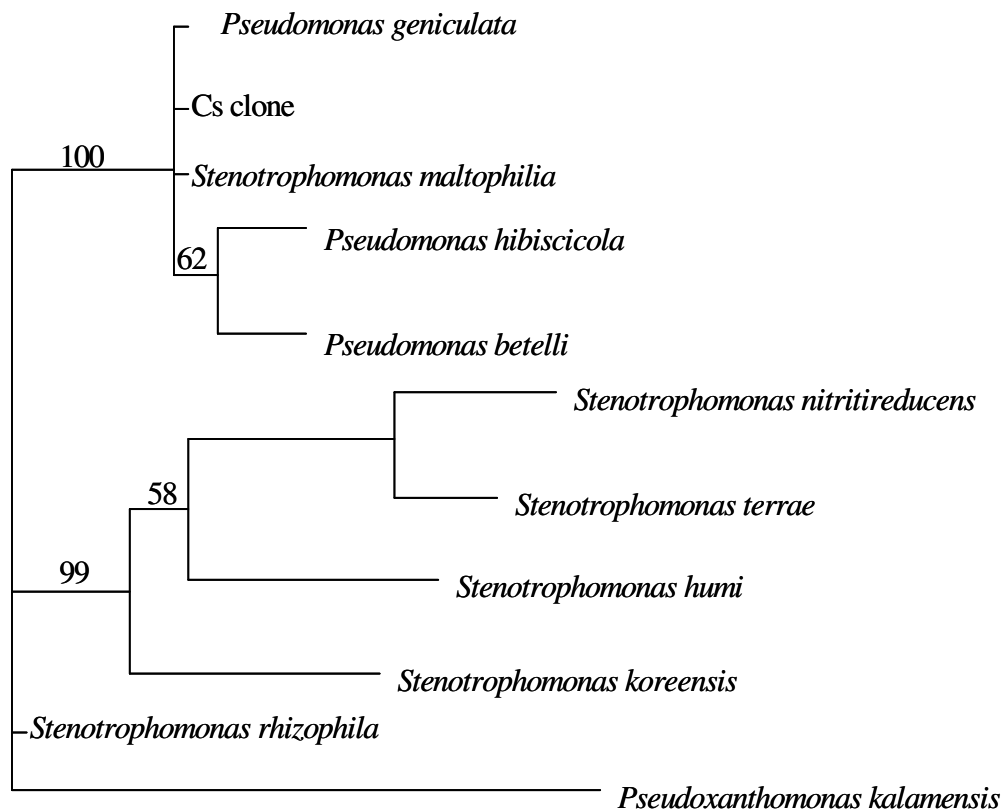 Pseudomonas geniculata
Cs clone
100
Stenotrophomonas maltophilia
Pseudomonas hibiscicola
62
Pseudomonas betelli
Stenotrophomonas nitritireducens
58
Stenotrophomonas terrae
99
Stenotrophomonas humi
Stenotrophomonas koreensis
Stenotrophomonas rhizophila
Pseudoxanthomonas kalamensis